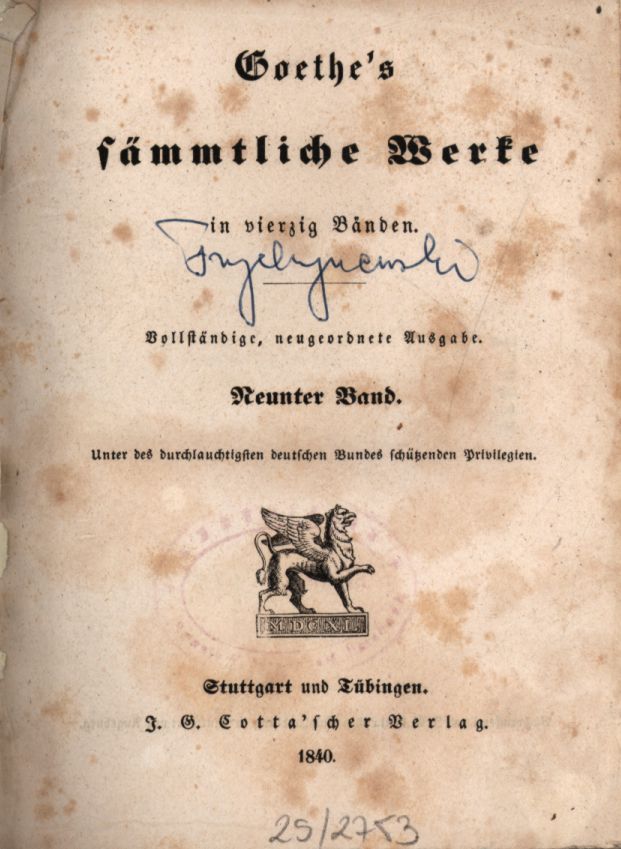 Goethe's
sämmtliche Werke
in vierzig Bänden.
Vollständige, neugeordnete Ausgabe.
Neunter Band.
Unter des durchlauchtigsten deutschen Bundes schützenden Privilegien.
MDCXL
Stuttgart und Tübingen.
J. G. Cotta'scher Verlag.
1840.
25/2753